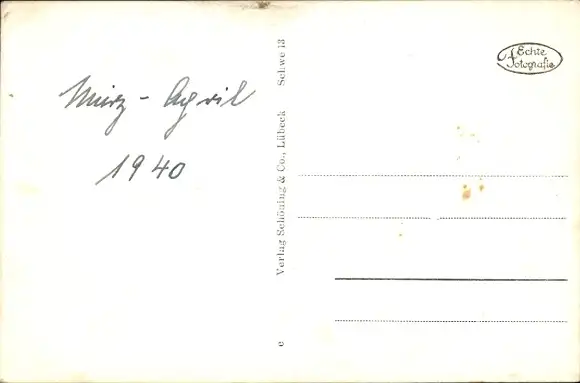 März - April
1940
Verlag Schöning & Co., Lübeck Schwe 13
c
Echte
Fotografie